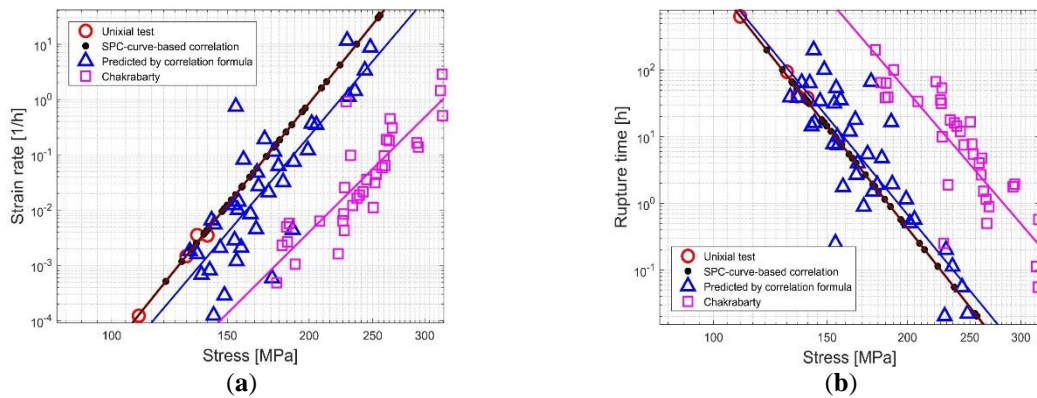 Unixial test
SPC-curve-based correlation
Predicted by correlation formula
Chakrabarty
10¹
10⁰
10⁻¹
10⁻²
10⁻³
10⁻⁴
Strain rate [1/h]
100
150
200
250
300
Stress [MPa]
(a)
Rupture time [h]
10²
10¹
10⁰
10⁻¹
Unixial test
SPC-curve-based correlation
Predicted by correlation formula
Chakrabarty
100
150
200
250
300
Stress [MPa]
(b)